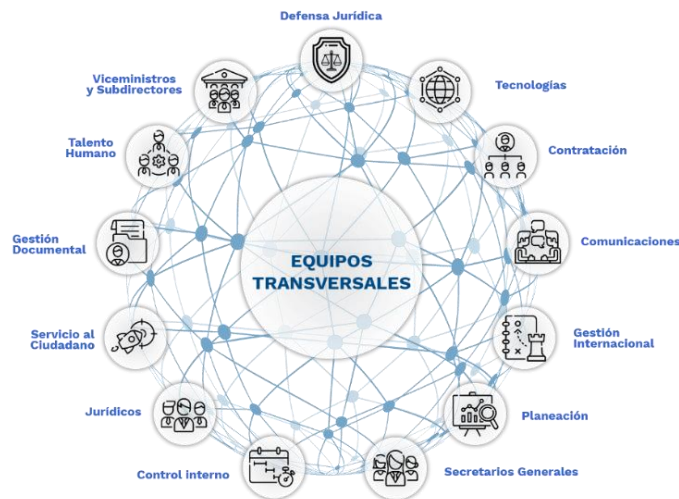 Defensa Jurídica
Viceministros
y Subdirectores
Tecnologías
Talento
Humano
Contratación
Gestión
Documental
Comunicaciones
EQUIPOS
TRANSVERSALES
Servicio al
Ciudadano
Gestión
Internacional
Jurídicos
Planeación
Control interno
Secretarios Generales